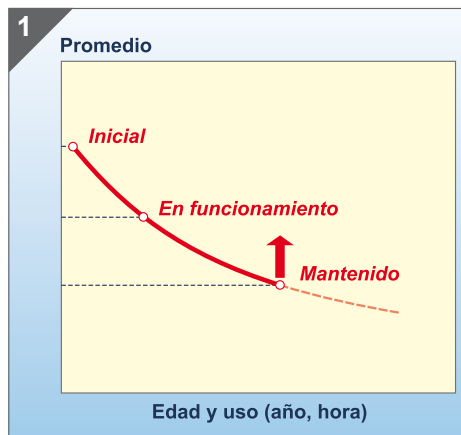 1
Promedio
Inicial
En funcionamiento
Mantenido
Edad y uso (año, hora)